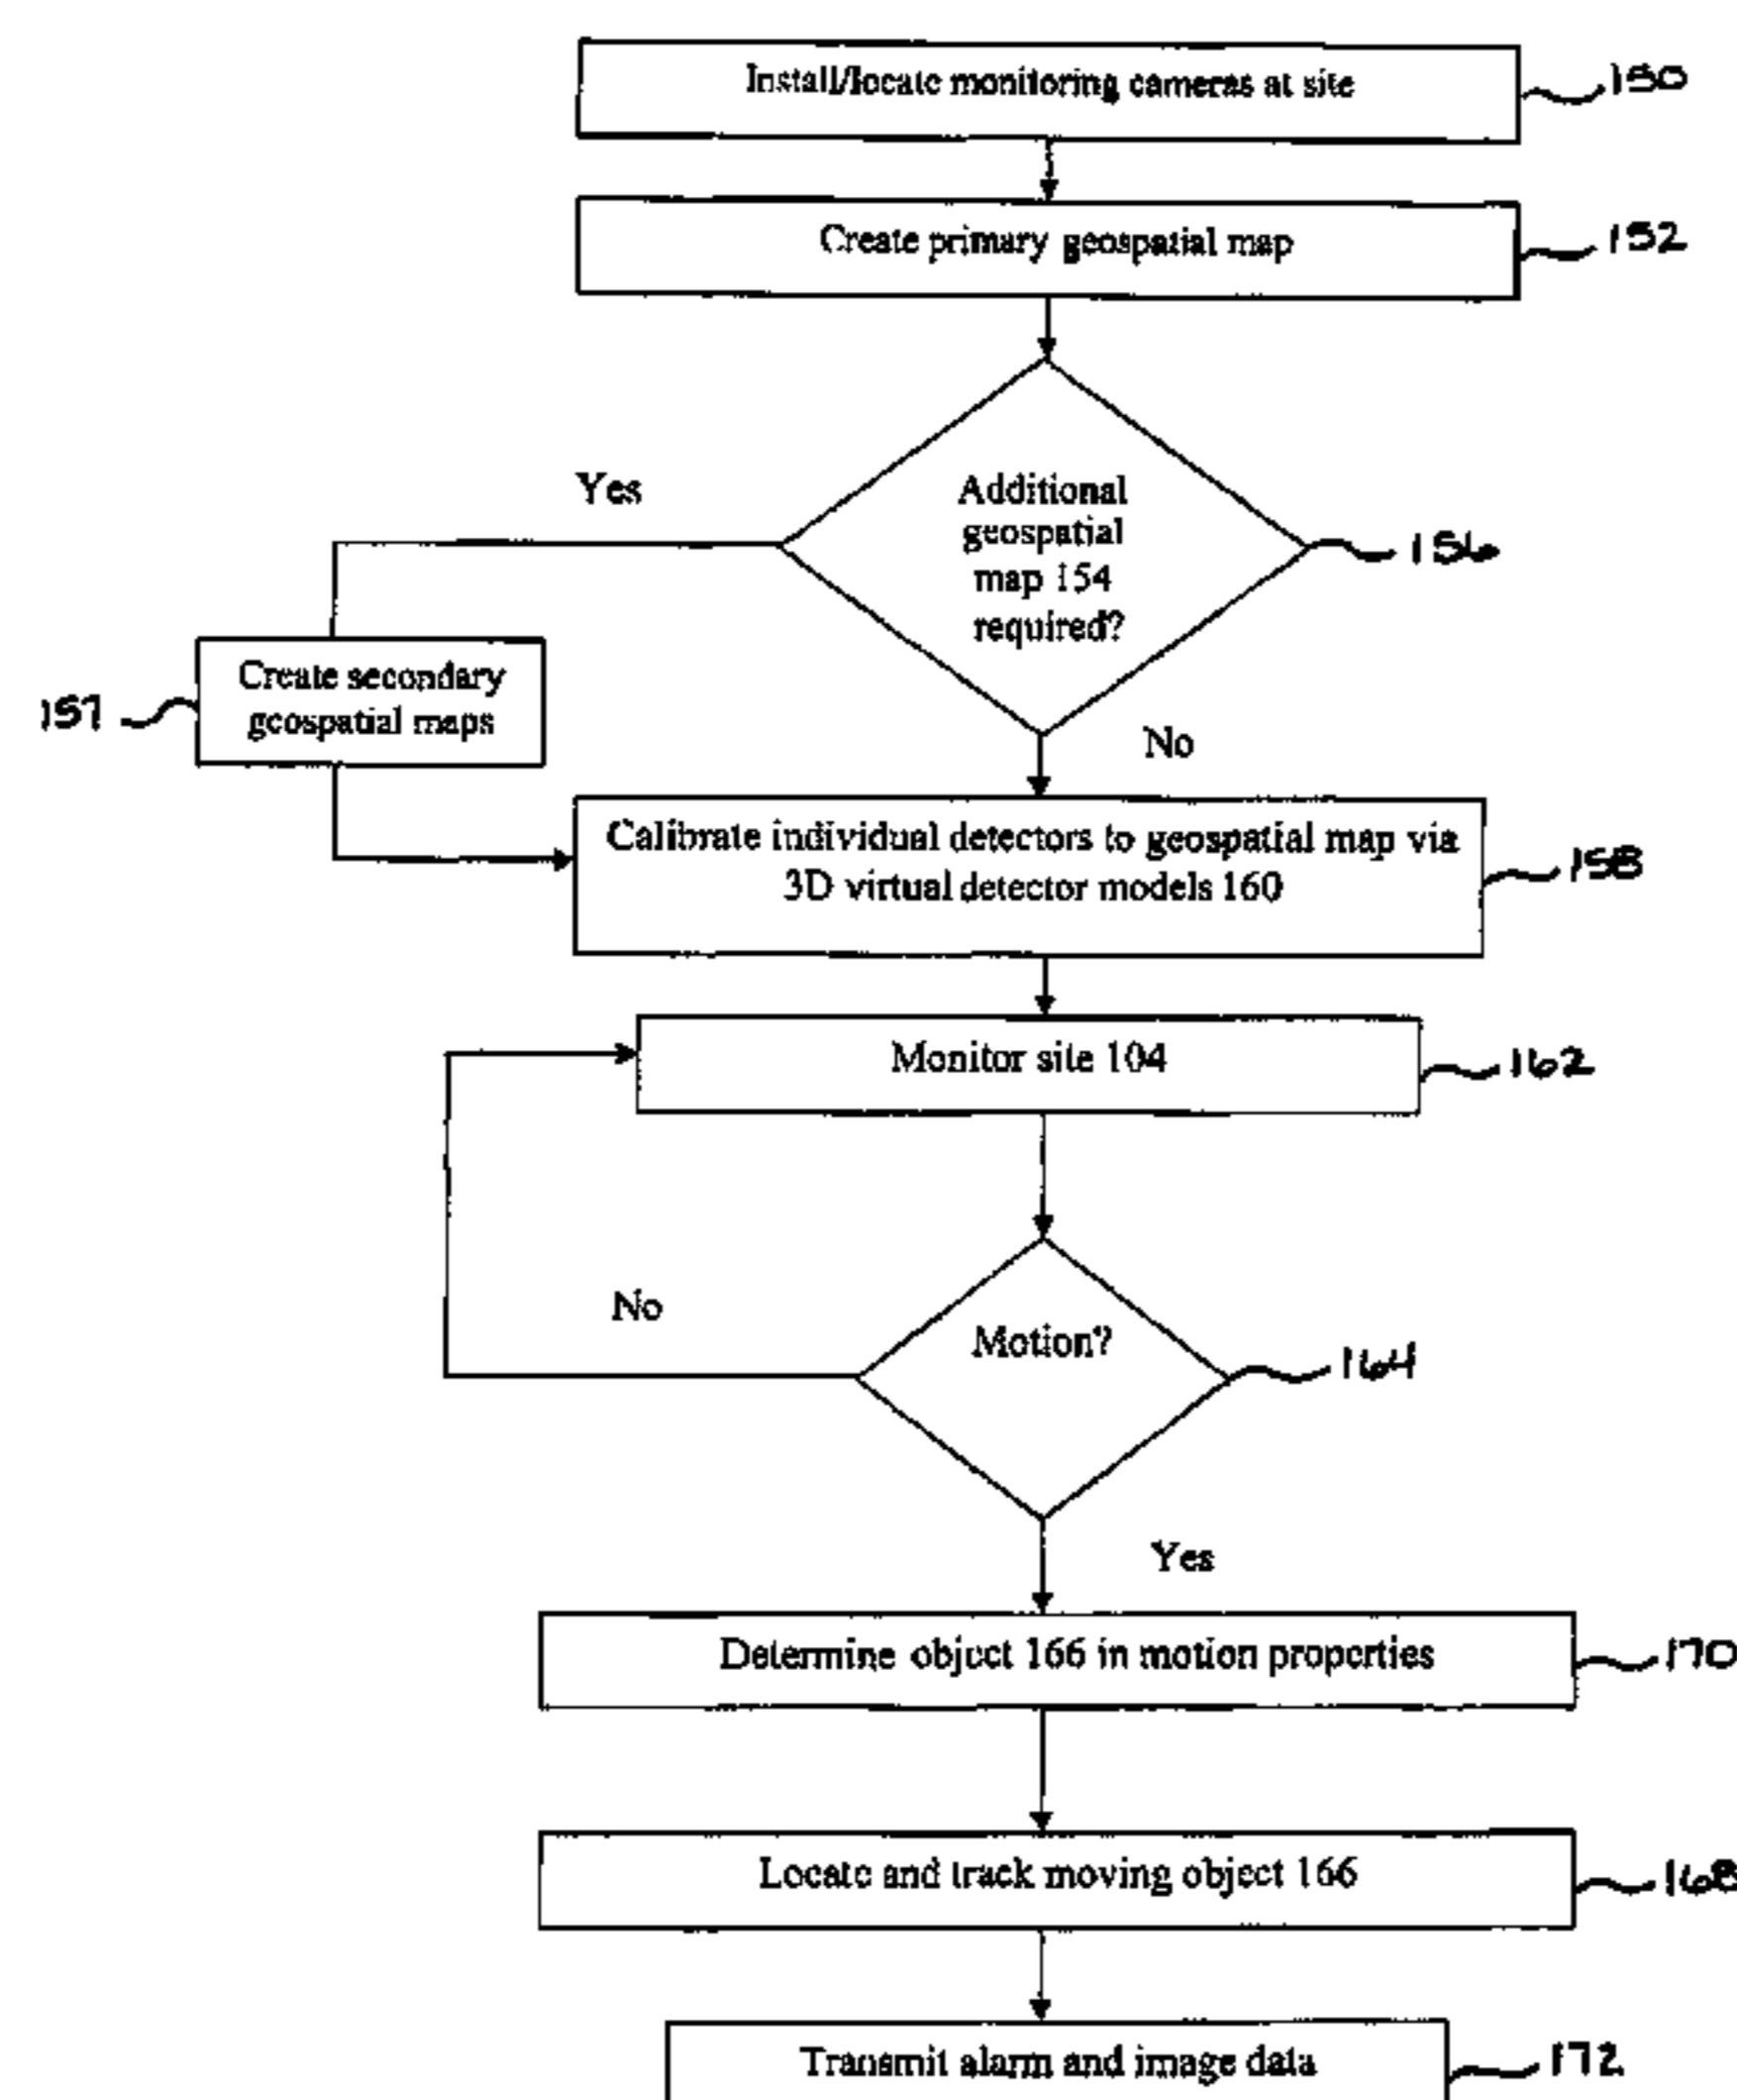 Install/locate monitoring cameras at site
150
Create primary geospatial map
152
Yes
Additional
geospatial
map 154
required?
156
Create secondary
geospatial maps
157
No
Calibrate individual detectors to geospatial map via
3D virtual detector models 160
158
Monitor site 104
162
No
Motion?
164
Yes
Determine object 166 in motion properties
170
Locate and track moving object 166
168
Transmit alarm and image data
172